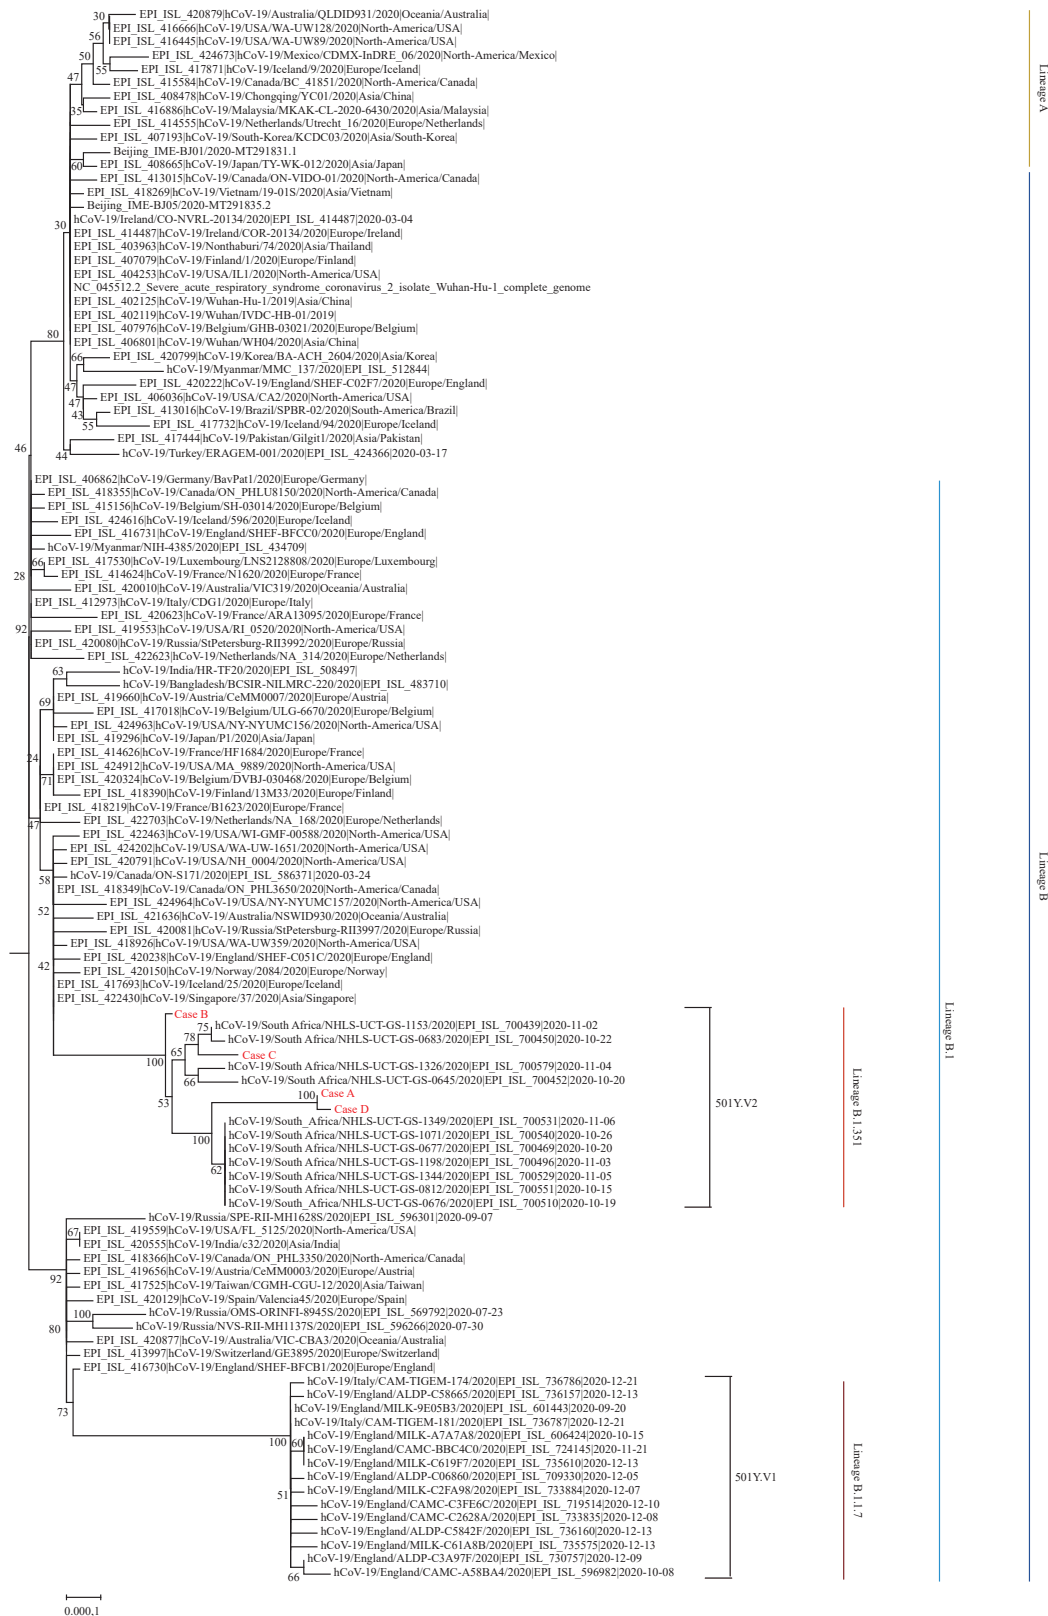 EPI_ISL_420879|hCoV-19/Australia/QLDID931/2020|Oceania/Australia|
30
EPI_ISL_416666|hCoV-19/USA/WA-UW128/2020|North-America/USA|
56
EPI_ISL_416445|hCoV-19/USA/WA-UW89/2020|North-America/USA|
50
EPI_ISL_424673|hCoV-19/Mexico/CDMX-InDRE_06/2020|North-America/Mexico|
55
EPI_ISL_417871|hCoV-19/Iceland/9/2020|Europe/Iceland|
47
EPI_ISL_415584|hCoV-19/Canada/BC_41851/2020|North-America/Canada|
EPI_ISL_408478|hCoV-19/Chongqing/YC01/2020|Asia/China|
35
EPI_ISL_416886|hCoV-19/Malaysia/MKAK-CL-2020-6430/2020|Asia/Malaysia|
EPI_ISL_414555|hCoV-19/Netherlands/Utrecht_16/2020|Europe/Netherlands|
EPI_ISL_407193|hCoV-19/South-Korea/KCDC03/2020|Asia/South-Korea|
Beijing_IME-BJ01/2020-MT291831.1
60
EPI_ISL_408665|hCoV-19/Japan/TY-WK-012/2020|Asia/Japan|
Lineage A
EPI_ISL_413015|hCoV-19/Canada/ON-VIDO-01/2020|North-America/Canada|
EPI_ISL_418269|hCoV-19/Vietnam/19-01S/2020|Asia/Vietnam|
Beijing_IME-BJ05/2020-MT291835.2
30
hCoV-19/Ireland/CO-NVRL-20134/2020|EPI_ISL_414487|2020-03-04
EPI_ISL_414487|hCoV-19/Ireland/COR-20134/2020|Europe/Ireland|
EPI_ISL_403963|hCoV-19/Nonthaburi/74/2020|Asia/Thailand|
EPI_ISL_407079|hCoV-19/Finland/1/2020|Europe/Finland|
EPI_ISL_404253|hCoV-19/USA/IL1/2020|North-America/USA|
NC_045512.2_Severe_acute_respiratory_syndrome_coronavirus_2_isolate_Wuhan-Hu-1_complete_genome
EPI_ISL_402125|hCoV-19/Wuhan-Hu-1/2019|Asia/China|
EPI_ISL_402119|hCoV-19/Wuhan/IVDC-HB-01/2019|
EPI_ISL_407976|hCoV-19/Belgium/GHB-03021/2020|Europe/Belgium|
80
EPI_ISL_406801|hCoV-19/Wuhan/WH04/2020|Asia/China|
66
EPI_ISL_420799|hCoV-19/Korea/BA-ACH_2604/2020|Asia/Korea|
hCoV-19/Myanmar/MMC_137/2020|EPI_ISL_512844|
47
EPI_ISL_420222|hCoV-19/England/SHEF-C02F7/2020|Europe/England|
47
EPI_ISL_406036|hCoV-19/USA/CA2/2020|North-America/USA|
43
EPI_ISL_413016|hCoV-19/Brazil/SPBR-02/2020|South-America/Brazil|
55
EPI_ISL_417732|hCoV-19/Iceland/94/2020|Europe/Iceland|
EPI_ISL_417444|hCoV-19/Pakistan/Gilgit1/2020|Asia/Pakistan|
46
44
hCoV-19/Turkey/ERAGEM-001/2020|EPI_ISL_424366|2020-03-17
EPI_ISL_406862|hCoV-19/Germany/BavPat1/2020|Europe/Germany|
EPI_ISL_418355|hCoV-19/Canada/ON_PHLU8150/2020|North-America/Canada|
EPI_ISL_415156|hCoV-19/Belgium/SH-03014/2020|Europe/Belgium|
EPI_ISL_424616|hCoV-19/Iceland/596/2020|Europe/Iceland|
EPI_ISL_416731|hCoV-19/England/SHEF-BFCC0/2020|Europe/England|
hCoV-19/Myanmar/NIH-4385/2020|EPI_ISL_434709|
66
EPI_ISL_417530|hCoV-19/Luxembourg/LNS2128808/2020|Europe/Luxembourg|
28
EPI_ISL_414624|hCoV-19/France/N1620/2020|Europe/France|
EPI_ISL_420010|hCoV-19/Australia/VIC319/2020|Oceania/Australia|
EPI_ISL_412973|hCoV-19/Italy/CDG1/2020|Europe/Italy|
EPI_ISL_420623|hCoV-19/France/ARA13095/2020|Europe/France|
92
EPI_ISL_419553|hCoV-19/USA/RI_0520/2020|North-America/USA|
EPI_ISL_420080|hCoV-19/Russia/StPetersburg-RII3992/2020|Europe/Russia|
EPI_ISL_422623|hCoV-19/Netherlands/NA_314/2020|Europe/Netherlands|
63
hCoV-19/India/HR-TF20/2020|EPI_ISL_508497|
hCoV-19/Bangladesh/BCSIR-NILMRC-220/2020|EPI_ISL_483710|
69
EPI_ISL_419660|hCoV-19/Austria/CeMM0007/2020|Europe/Austria|
EPI_ISL_417018|hCoV-19/Belgium/ULG-6670/2020|Europe/Belgium|
EPI_ISL_424963|hCoV-19/USA/NY-NYUMC156/2020|North-America/USA|
EPI_ISL_419296|hCoV-19/Japan/P1/2020|Asia/Japan|
24
EPI_ISL_414626|hCoV-19/France/HF1684/2020|Europe/France|
EPI_ISL_424912|hCoV-19/USA/MA_9889/2020|North-America/USA|
71
EPI_ISL_420324|hCoV-19/Belgium/DVBJ-030468/2020|Europe/Belgium|
EPI_ISL_418390|hCoV-19/Finland/13M33/2020|Europe/Finland|
EPI_ISL_418219|hCoV-19/France/B1623/2020|Europe/France|
47
EPI_ISL_422703|hCoV-19/Netherlands/NA_168/2020|Europe/Netherlands|
EPI_ISL_422463|hCoV-19/USA/WI-GMF-00588/2020|North-America/USA|
EPI_ISL_424202|hCoV-19/USA/WA-UW-1651/2020|North-America/USA|
EPI_ISL_420791|hCoV-19/USA/NH_0004/2020|North-America/USA|
58
hCoV-19/Canada/ON-S171/2020|EPI_ISL_586371|2020-03-24
Lineage B
EPI_ISL_418349|hCoV-19/Canada/ON_PHL3650/2020|North-America/Canada|
EPI_ISL_424964|hCoV-19/USA/NY-NYUMC157/2020|North-America/USA|
52
EPI_ISL_421636|hCoV-19/Australia/NSWID930/2020|Oceania/Australia|
EPI_ISL_420081|hCoV-19/Russia/StPetersburg-RII3997/2020|Europe/Russia|
EPI_ISL_418926|hCoV-19/USA/WA-UW359/2020|North-America/USA|
EPI_ISL_420238|hCoV-19/England/SHEF-C051C/2020|Europe/England|
42
EPI_ISL_420150|hCoV-19/Norway/2084/2020|Europe/Norway|
EPI_ISL_417693|hCoV-19/Iceland/25/2020|Europe/Iceland|
EPI_ISL_422430|hCoV-19/Singapore/37/2020|Asia/Singapore|
Case B
75
hCoV-19/South Africa/NHLS-UCT-GS-1153/2020|EPI_ISL_700439|2020-11-02
78
hCoV-19/South Africa/NHLS-UCT-GS-0683/2020|EPI_ISL_700450|2020-10-22
65
Case C
Lineage B.1
100
hCoV-19/South Africa/NHLS-UCT-GS-1326/2020|EPI_ISL_700579|2020-11-04
66
hCoV-19/South Africa/NHLS-UCT-GS-0645/2020|EPI_ISL_700452|2020-10-20
53
100
Case A
501Y.V2
Lineage B.1.351
Case D
hCoV-19/South_Africa/NHLS-UCT-GS-1349/2020|EPI_ISL_700531|2020-11-06
100
hCoV-19/South Africa/NHLS-UCT-GS-1071/2020|EPI_ISL_700540|2020-10-26
hCoV-19/South Africa/NHLS-UCT-GS-0677/2020|EPI_ISL_700469|2020-10-20
62
hCoV-19/South Africa/NHLS-UCT-GS-1198/2020|EPI_ISL_700496|2020-11-03
hCoV-19/South Africa/NHLS-UCT-GS-1344/2020|EPI_ISL_700529|2020-11-05
hCoV-19/South Africa/NHLS-UCT-GS-0812/2020|EPI_ISL_700551|2020-10-15
hCoV-19/South_Africa/NHLS-UCT-GS-0676/2020|EPI_ISL_700510|2020-10-19
hCoV-19/Russia/SPE-RII-MH1628S/2020|EPI_ISL_596301|2020-09-07
67
EPI_ISL_419559|hCoV-19/USA/FL_5125/2020|North-America/USA|
EPI_ISL_420555|hCoV-19/India/c32/2020|Asia/India|
EPI_ISL_418366|hCoV-19/Canada/ON_PHL3350/2020|North-America/Canada|
92
EPI_ISL_419656|hCoV-19/Austria/CeMM0003/2020|Europe/Austria|
EPI_ISL_417525|hCoV-19/Taiwan/CGMH-CGU-12/2020|Asia/Taiwan|
EPI_ISL_420129|hCoV-19/Spain/Valencia45/2020|Europe/Spain|
100
hCoV-19/Russia/OMS-ORINFI-8945S/2020|EPI_ISL_569792|2020-07-23
80
hCoV-19/Russia/NVS-RII-MH1137S/2020|EPI_ISL_596266|2020-07-30
EPI_ISL_420877|hCoV-19/Australia/VIC-CBA3/2020|Oceania/Australia|
EPI_ISL_413997|hCoV-19/Switzerland/GE3895/2020|Europe/Switzerland|
EPI_ISL_416730|hCoV-19/England/SHEF-BFCB1/2020|Europe/England|
hCoV-19/Italy/CAM-TIGEM-174/2020|EPI_ISL_736786|2020-12-21
hCoV-19/England/ALDP-C58665/2020|EPI_ISL_736157|2020-12-13
73
hCoV-19/England/MILK-9E05B3/2020|EPI_ISL_601443|2020-09-20
hCoV-19/Italy/CAM-TIGEM-181/2020|EPI_ISL_736787|2020-12-21
100
60
hCoV-19/England/MILK-A7A7A8/2020|EPI_ISL_606424|2020-10-15
hCoV-19/England/CAMC-BBC4C0/2020|EPI_ISL_724145|2020-11-21
hCoV-19/England/MILK-C619F7/2020|EPI_ISL_735610|2020-12-13
501Y.V1
Lineage B.1.1.7
hCoV-19/England/ALDP-C06860/2020|EPI_ISL_709330|2020-12-05
51
hCoV-19/England/MILK-C2FA98/2020|EPI_ISL_733884|2020-12-07
hCoV-19/England/CAMC-C3FE6C/2020|EPI_ISL_719514|2020-12-10
hCoV-19/England/CAMC-C2628A/2020|EPI_ISL_733835|2020-12-08
hCoV-19/England/ALDP-C5842F/2020|EPI_ISL_736160|2020-12-13
hCoV-19/England/MILK-C61A8B/2020|EPI_ISL_735575|2020-12-13
hCoV-19/England/ALDP-C3A97F/2020|EPI_ISL_730757|2020-12-09
66
hCoV-19/England/CAMC-A58BA4/2020|EPI_ISL_596982|2020-10-08
0.000,1